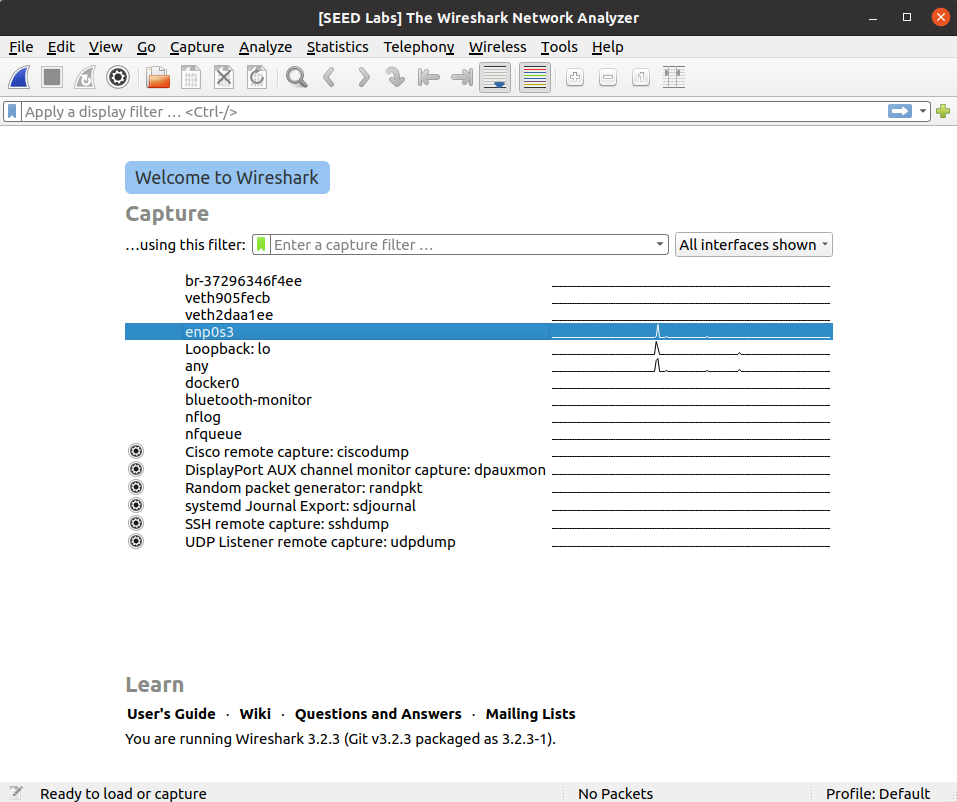 [SEED Labs] The Wireshark Network Analyzer
File Edit View Go Capture Analyze Statistics Telephony Wireless Tools Help
Apply a display filter … <Ctrl-/>
Welcome to Wireshark
Capture
…using this filter: Enter a capture filter … All interfaces shown
br-37296346f4ee
veth905fecb
veth2daa1ee
enp0s3
Loopback: lo
any
docker0
bluetooth-monitor
nflog
nfqueue
Cisco remote capture: ciscodump
DisplayPort AUX channel monitor capture: dpauxmon
Random packet generator: randpkt
systemd Journal Export: sdjournal
SSH remote capture: sshdump
UDP Listener remote capture: udpdump
Learn
User's Guide · Wiki · Questions and Answers · Mailing Lists
You are running Wireshark 3.2.3 (Git v3.2.3 packaged as 3.2.3-1).
Ready to load or capture No Packets Profile: Default